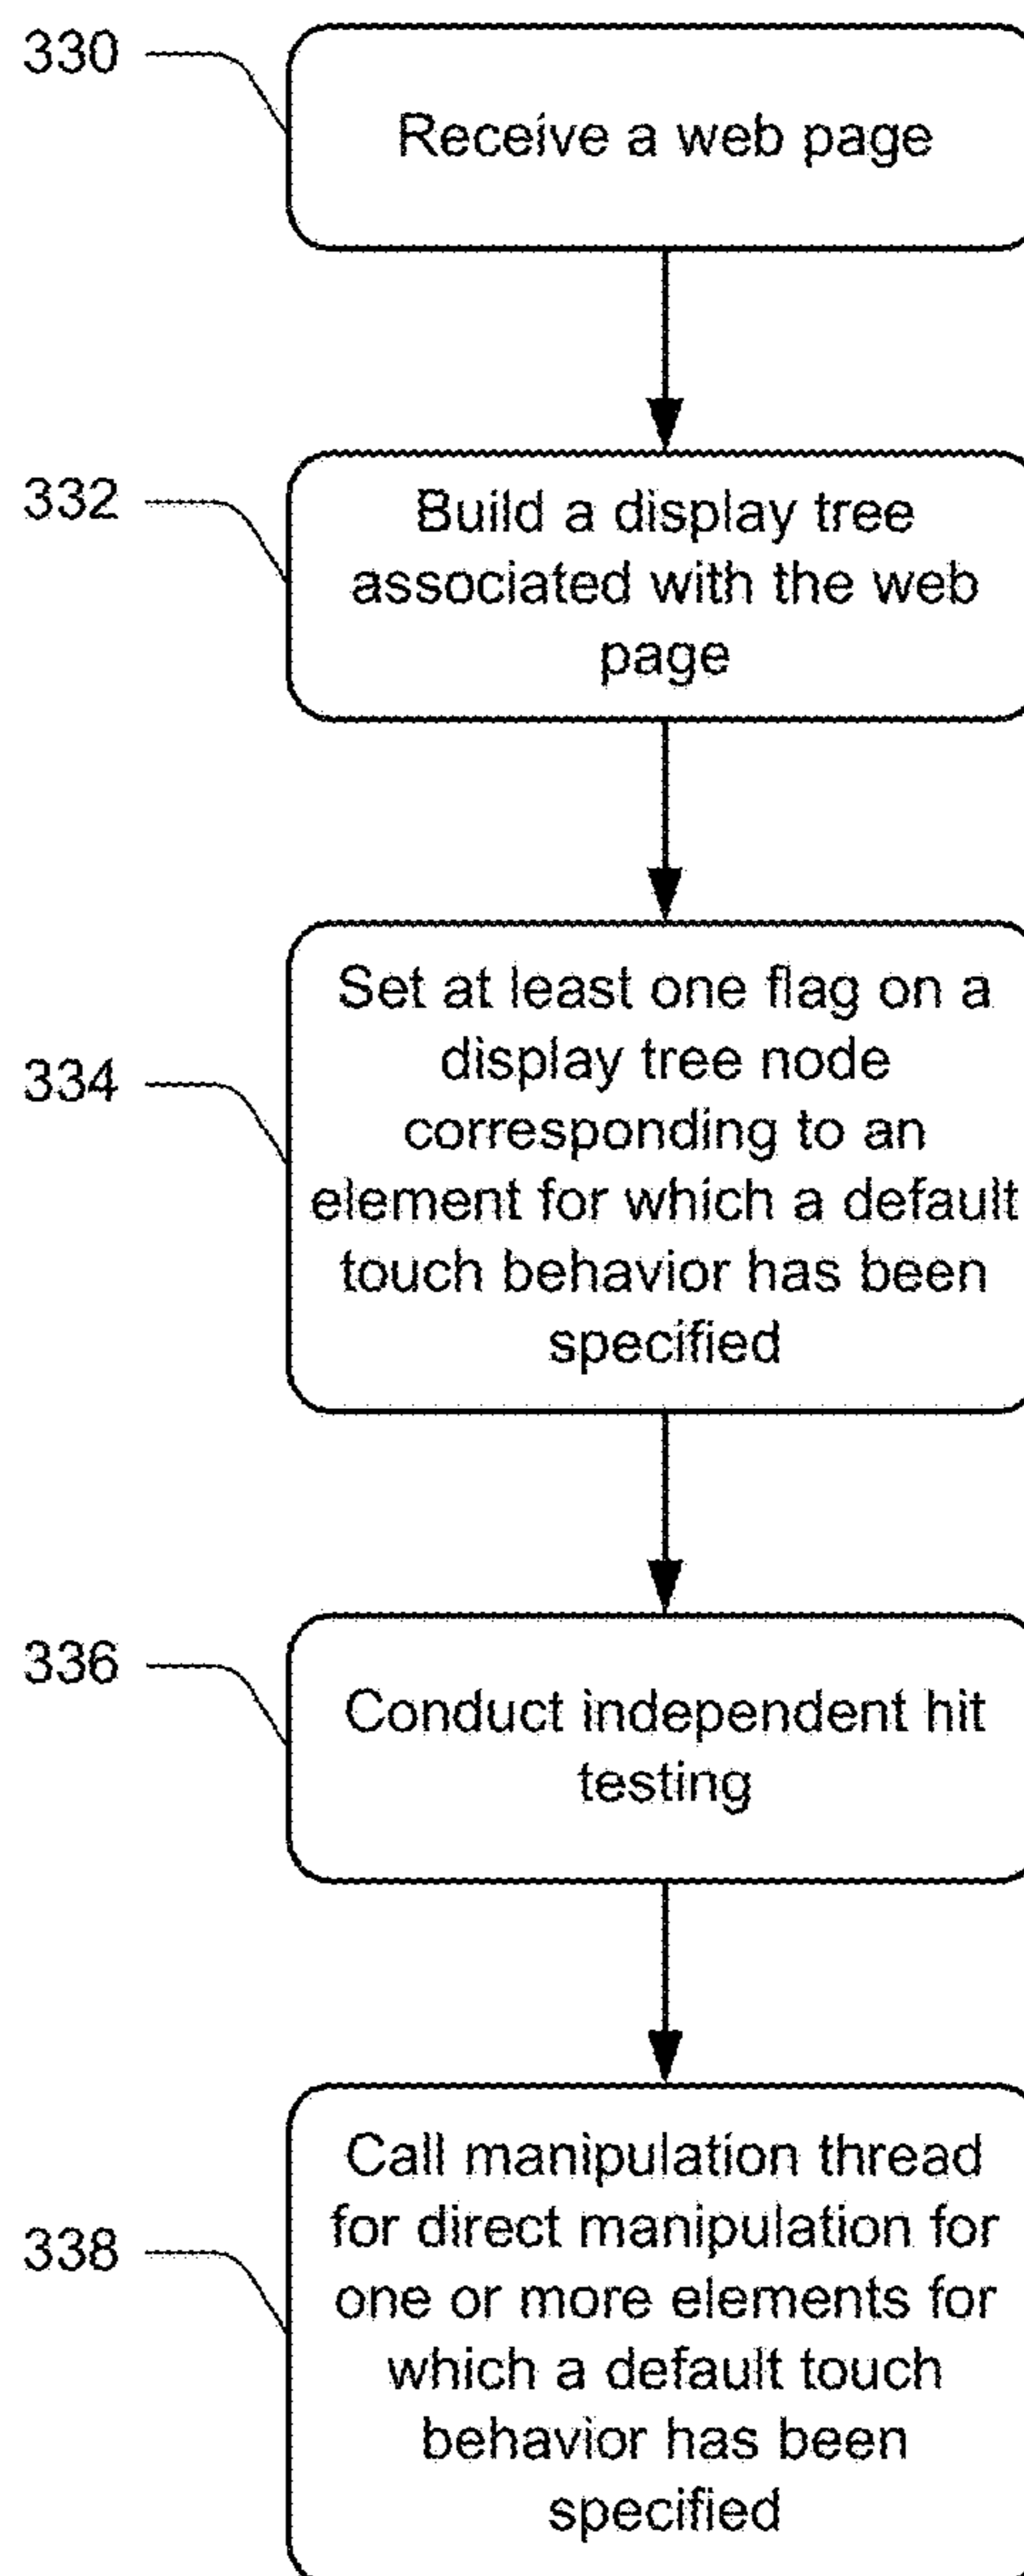 330
Receive a web page
332
Build a display tree
associated with the web
page
334
Set at least one flag on a
display tree node
corresponding to an
element for which a default
touch behavior has been
specified
336
Conduct independent hit
testing
338
Call manipulation thread
for direct manipulation for
one or more elements for
which a default touch
behavior has been
specified